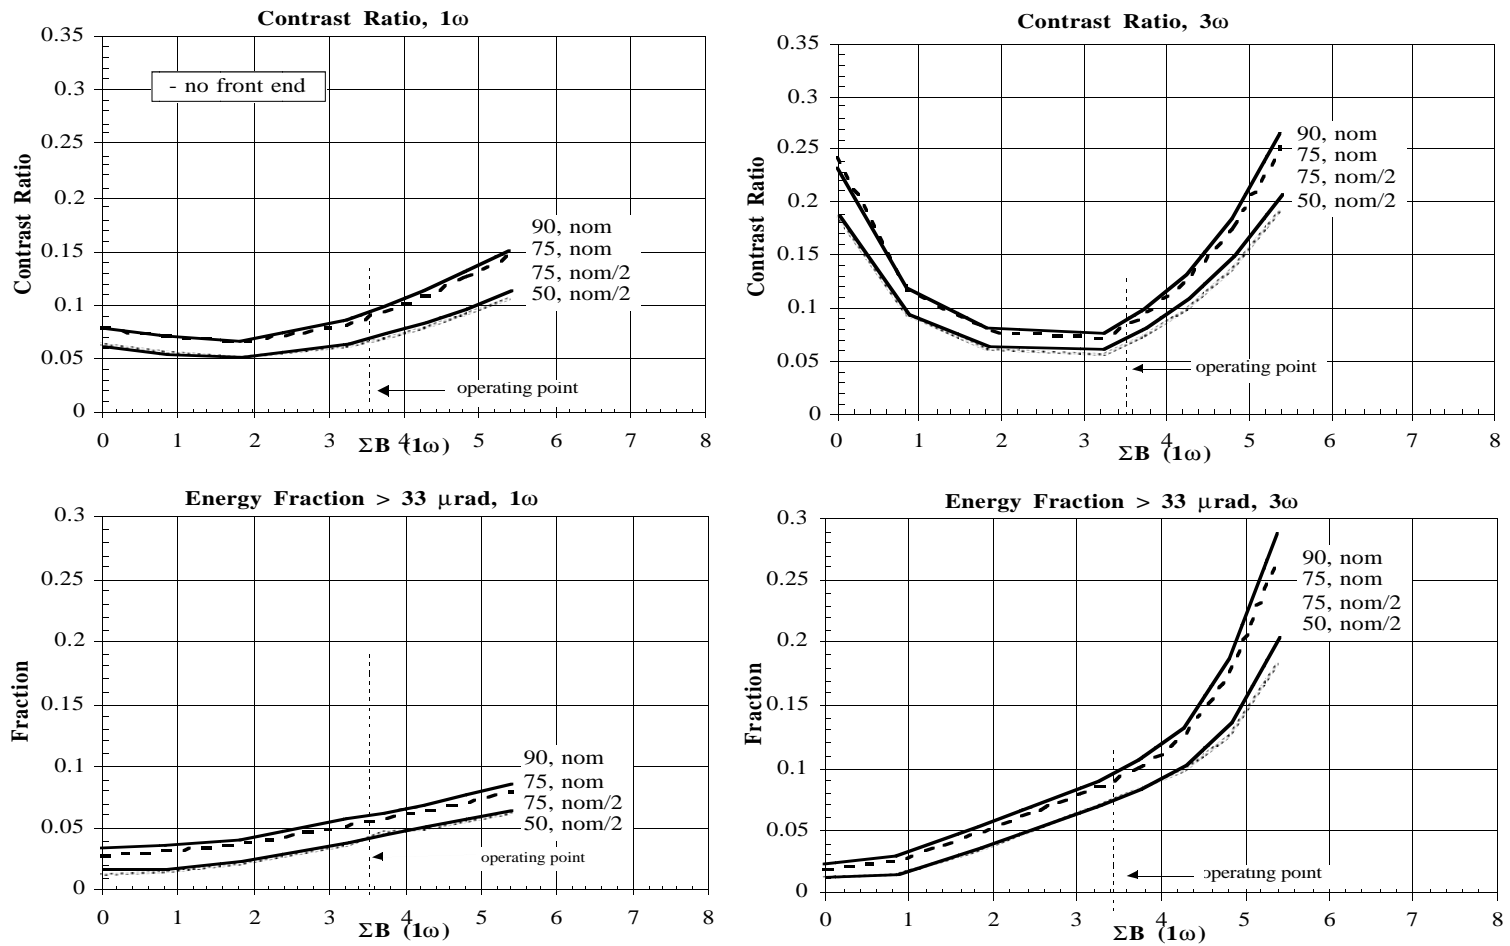 Contrast Ratio, 1ω
0.35
0.3
0.25
0.2
0.15
0.1
0.05
0
Contrast Ratio
- no front end
90, nom
75, nom
75, nom/2
50, nom/2
operating point
0 1 2 3 4 5 6 7 8
ΣB (1ω)
Contrast Ratio, 3ω
0.35
0.3
0.25
0.2
0.15
0.1
0.05
0
Contrast Ratio
90, nom
75, nom
75, nom/2
50, nom/2
operating point
0 1 2 3 4 5 6 7 8
ΣB (1ω)
Energy Fraction > 33 μrad, 1ω
0.3
0.25
0.2
0.15
0.1
0.05
0
Fraction
90, nom
75, nom
75, nom/2
50, nom/2
operating point
0 1 2 3 4 5 6 7 8
ΣB (1ω)
Energy Fraction > 33 μrad, 3ω
0.3
0.25
0.2
0.15
0.1
0.05
0
Fraction
90, nom
75, nom
75, nom/2
50, nom/2
operating point
0 1 2 3 4 5 6 7 8
ΣB (1ω)